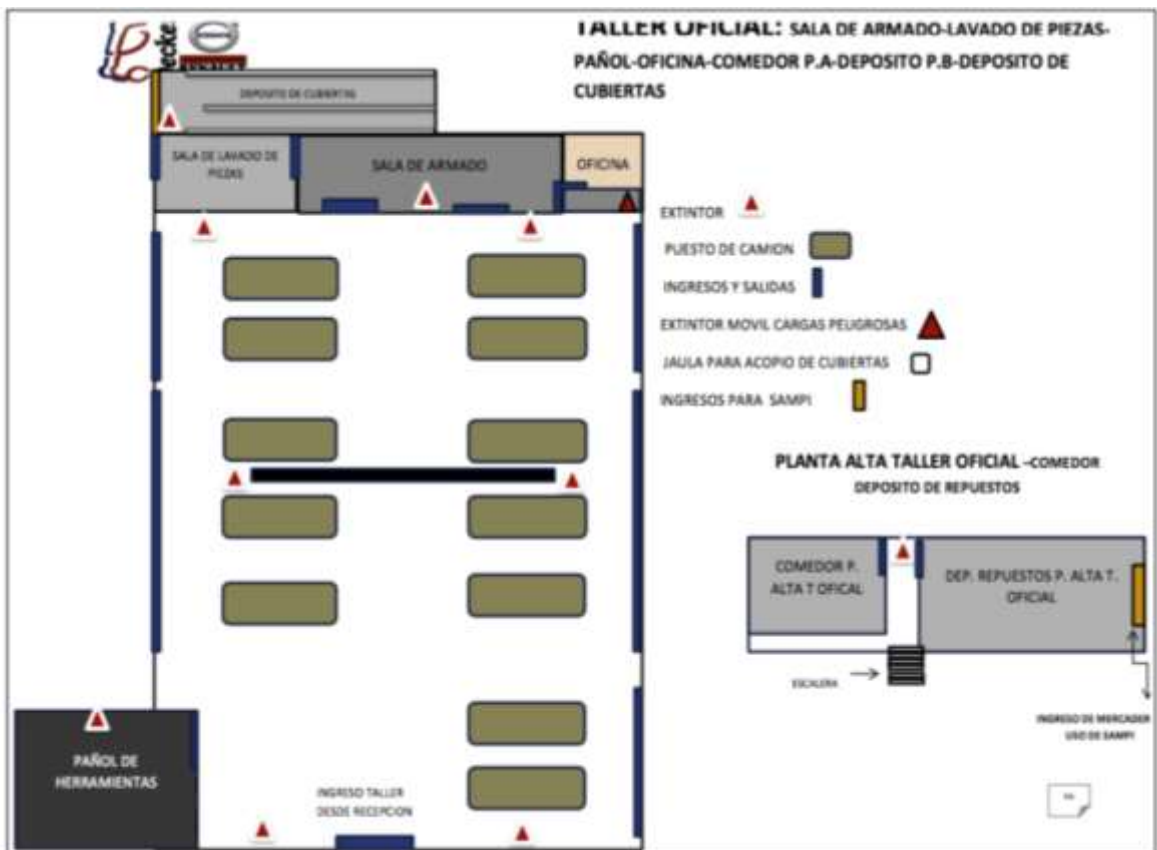 ecke
TALLER OFICIAL: SALA DE ARMADO-LAVADO DE PIEZAS-
PAÑOL-OFICINA-COMEDOR P.A-DEPOSITO P.B-DEPOSITO DE
CUBIERTAS
DEPOSITO DE CUBIERTAS
SALA DE LAVADO DE
PIEZAS
SALA DE ARMADO
OFICINA
EXTINTOR
PUESTO DE CAMION
INGRESOS Y SALIDAS
EXTINTOR MOVIL CARGAS PELIGROSAS
JAULA PARA ACOPIO DE CUBIERTAS
INGRESOS PARA SAMPI
PLANTA ALTA TALLER OFICIAL -COMEDOR
DEPOSITO DE REPUESTOS
COMEDOR P.
ALTA T OFICAL
DEP. REPUESTOS P. ALTA T.
OFICIAL
ESCALERA
INGRESO DE MERCADER
USO DE SAMPI
PAÑOL DE
HERRAMIENTAS
INGRESO TALLER
DESDE RECEPCION